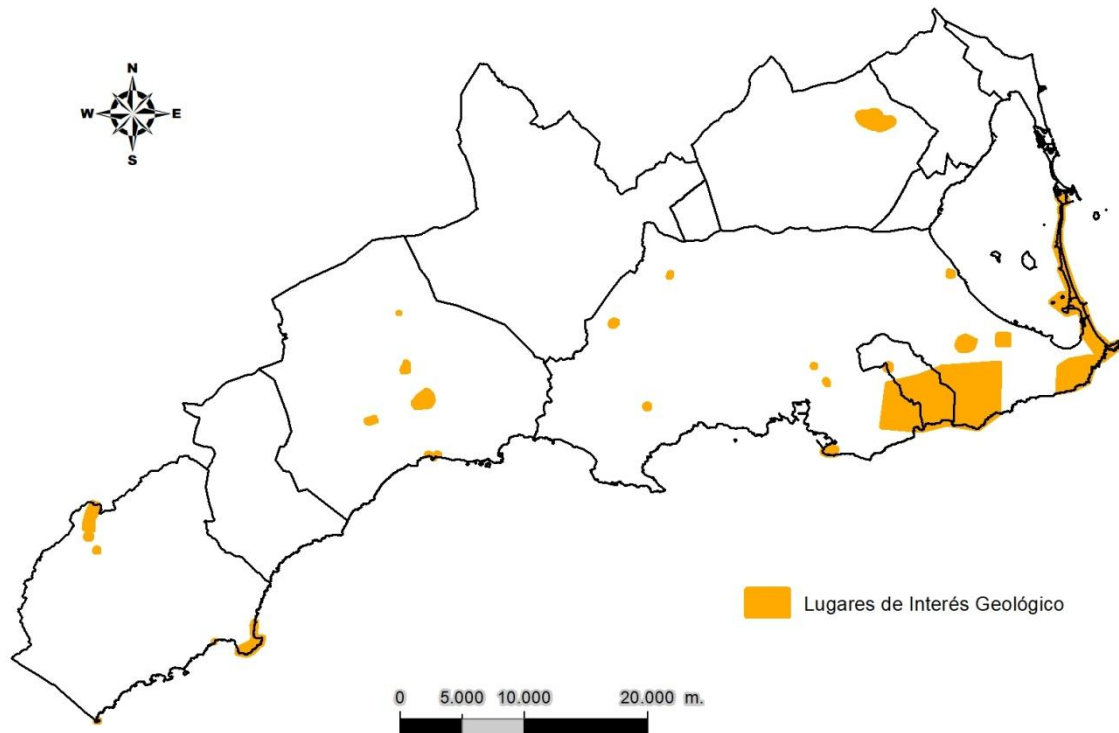 N
W E
S
Lugares de Interés Geológico
0 5.000 10.000 20.000 m.